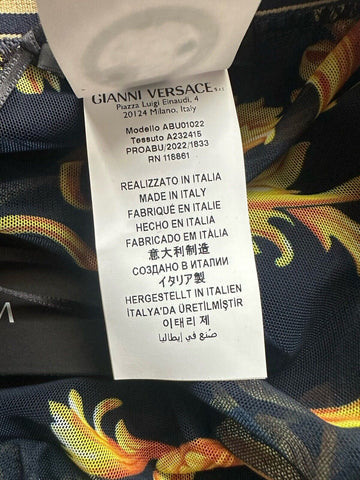 GIANNI VERSACE S.r.l.
Piazza Luigi Einaudi, 4
20124 Milano, Italy
Modello ABU01022
Tessuto A232415
PROABU/2022/1833
RN 118861
REALIZZATO IN ITALIA
MADE IN ITALY
FABRIQUÉ EN ITALIE
HECHO EN ITALIA
FABRICADO EM ITÁLIA
意大利制造
СОЗДАНО В ИТАЛИИ
イタリア製
HERGESTELLT IN ITALIEN
İTALYA'DA ÜRETİLMİŞTİR
이태리 제
صنع في إيطاليا